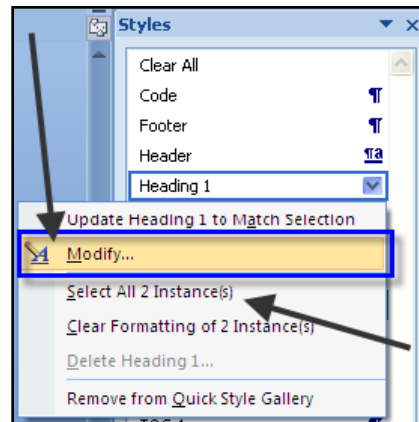 Styles
Clear All
Code ¶
Footer ¶
Header ¶a
Heading 1
Update Heading 1 to Match Selection
Modify...
Select All 2 Instance(s)
Clear Formatting of 2 Instance(s)
Delete Heading 1...
Remove from Quick Style Gallery